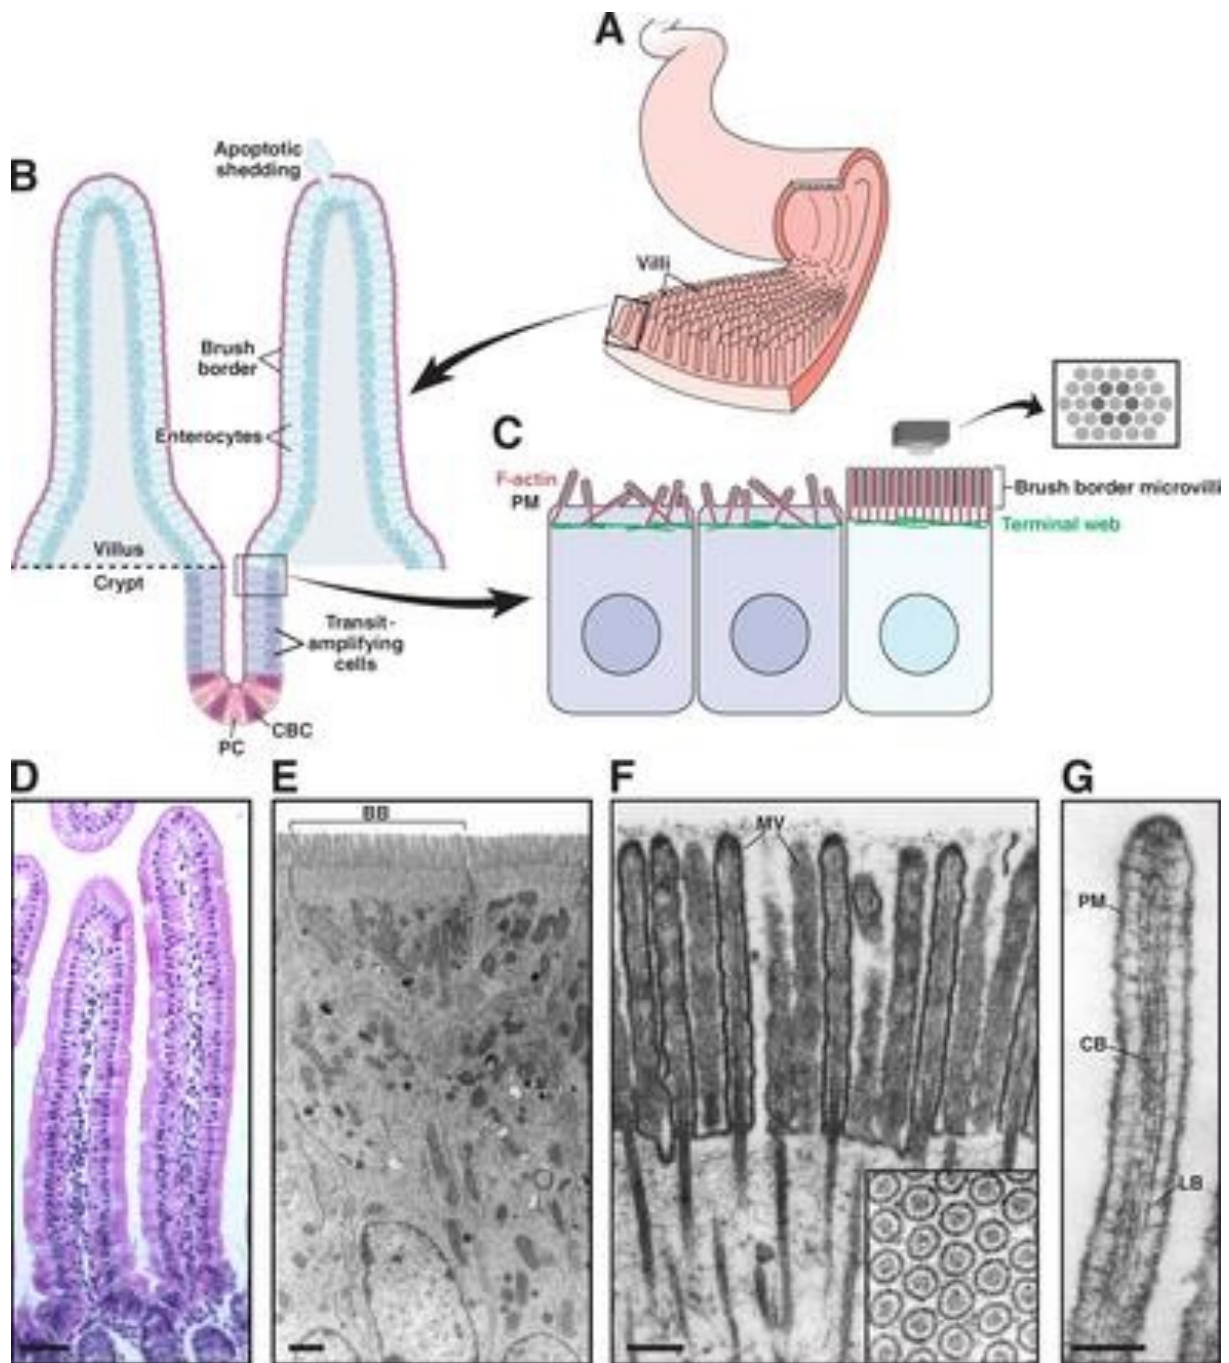 A
B
Apoptotic
shedding
Villi
Brush
border
Enterocytes
Villus
Crypt
Transit-
amplifying
cells
CBC
PC
C
F-actin
PM
Brush border microvilli
Terminal web
D
E
BB
F
MV
G
PM
CB
LB